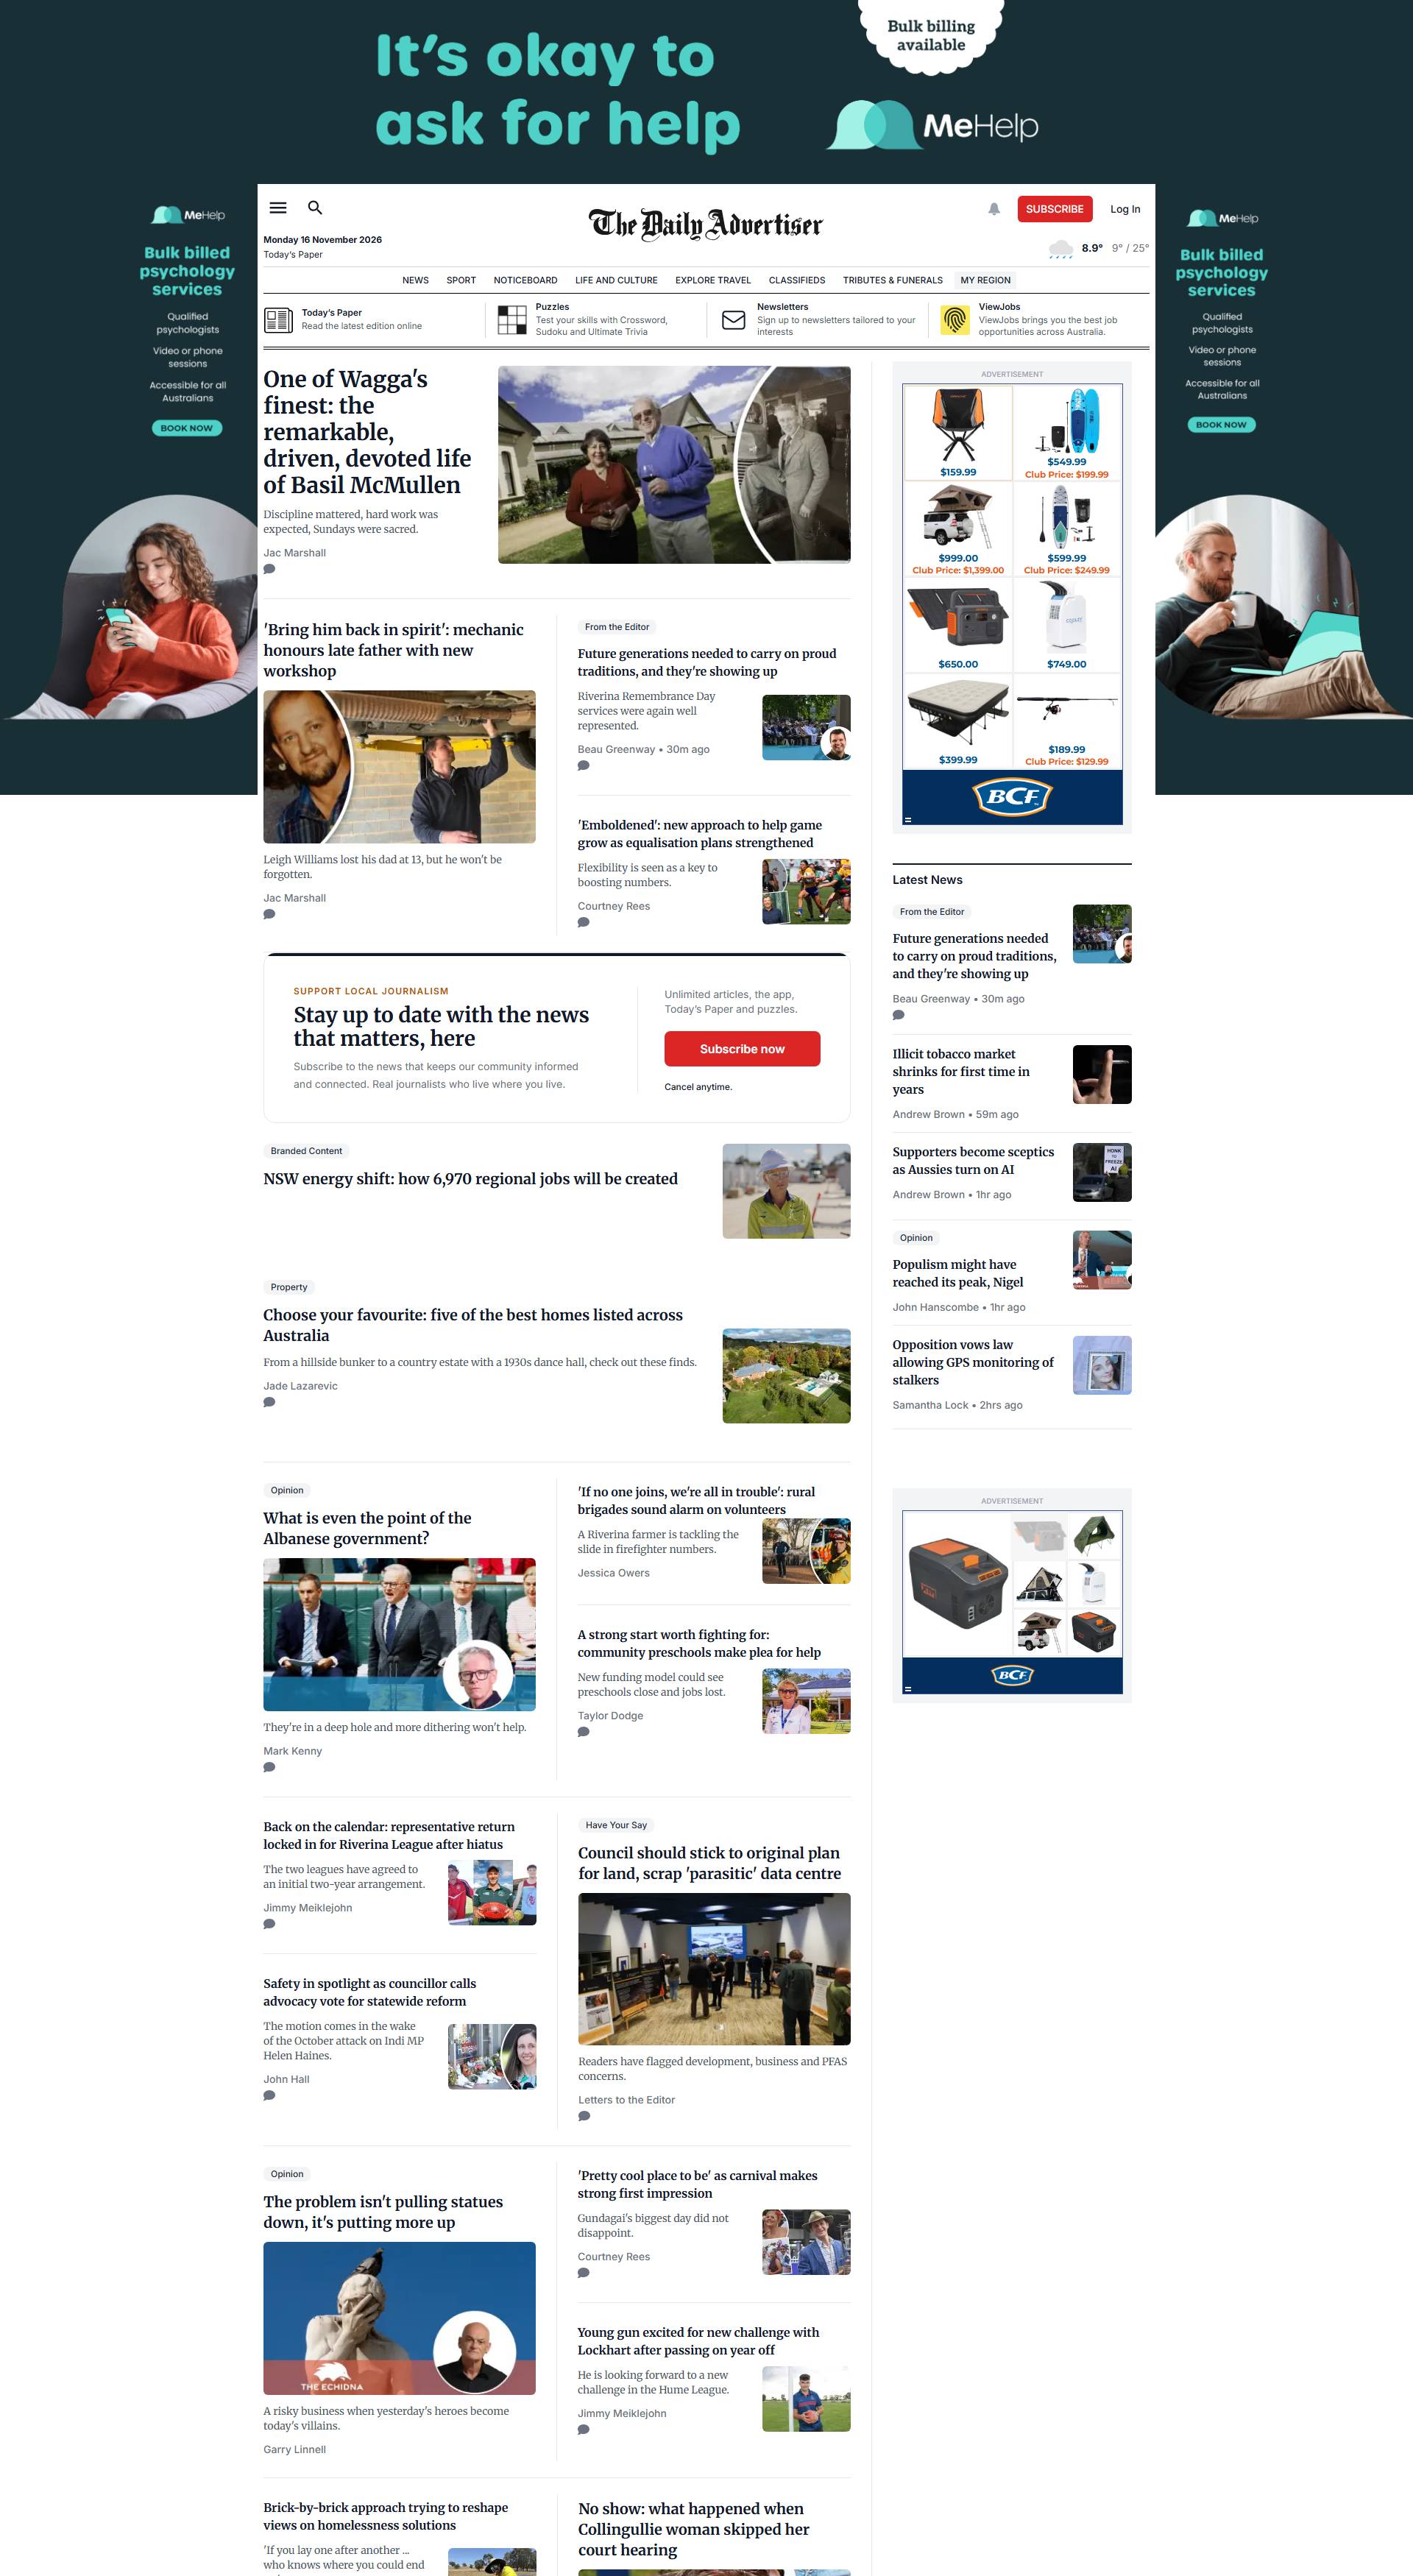 It's okay to
ask for help
Bulk billing
available
MeHelp
MeHelp
Bulk billed
psychology
services
Qualified
psychologists
Video or phone
sessions
Accessible for all
Australians
BOOK NOW
MeHelp
Bulk billed
psychology
services
Qualified
psychologists
Video or phone
sessions
Accessible for all
Australians
BOOK NOW
The Daily Advertiser
SUBSCRIBE
Log In
Monday 16 November 2026
Today's Paper
8.9° 9° / 25°
NEWS SPORT NOTICEBOARD LIFE AND CULTURE EXPLORE TRAVEL CLASSIFIEDS TRIBUTES & FUNERALS MY REGION
Today's Paper
Read the latest edition online
Puzzles
Test your skills with Crossword,
Sudoku and Ultimate Trivia
Newsletters
Sign up to newsletters tailored to your
interests
ViewJobs
ViewJobs brings you the best job
opportunities across Australia.
One of Wagga's
finest: the
remarkable,
driven, devoted life
of Basil McMullen
Discipline mattered, hard work was
expected, Sundays were sacred.
Jac Marshall
'Bring him back in spirit': mechanic
honours late father with new
workshop
Leigh Williams lost his dad at 13, but he won't be
forgotten.
Jac Marshall
From the Editor
Future generations needed to carry on proud
traditions, and they're showing up
Riverina Remembrance Day
services were again well
represented.
Beau Greenway • 30m ago
'Emboldened': new approach to help game
grow as equalisation plans strengthened
Flexibility is seen as a key to
boosting numbers.
Courtney Rees
SUPPORT LOCAL JOURNALISM
Stay up to date with the news
that matters, here
Subscribe to the news that keeps our community informed
and connected. Real journalists who live where you live.
Unlimited articles, the app,
Today's Paper and puzzles.
Subscribe now
Cancel anytime.
Branded Content
NSW energy shift: how 6,970 regional jobs will be created
Property
Choose your favourite: five of the best homes listed across
Australia
From a hillside bunker to a country estate with a 1930s dance hall, check out these finds.
Jade Lazarevic
Opinion
What is even the point of the
Albanese government?
They're in a deep hole and more dithering won't help.
Mark Kenny
'If no one joins, we're all in trouble': rural
brigades sound alarm on volunteers
A Riverina farmer is tackling the
slide in firefighter numbers.
Jessica Owers
A strong start worth fighting for:
community preschools make plea for help
New funding model could see
preschools close and jobs lost.
Taylor Dodge
Back on the calendar: representative return
locked in for Riverina League after hiatus
The two leagues have agreed to
an initial two-year arrangement.
Jimmy Meiklejohn
Safety in spotlight as councillor calls
advocacy vote for statewide reform
The motion comes in the wake
of the October attack on Indi MP
Helen Haines.
John Hall
Have Your Say
Council should stick to original plan
for land, scrap 'parasitic' data centre
Readers have flagged development, business and PFAS
concerns.
Letters to the Editor
Opinion
The problem isn't pulling statues
down, it's putting more up
THE ECHIDNA
A risky business when yesterday's heroes become
today's villains.
Garry Linnell
'Pretty cool place to be' as carnival makes
strong first impression
Gundagai's biggest day did not
disappoint.
Courtney Rees
Young gun excited for new challenge with
Lockhart after passing on year off
He is looking forward to a new
challenge in the Hume League.
Jimmy Meiklejohn
Brick-by-brick approach trying to reshape
views on homelessness solutions
'If you lay one after another ...
who knows where you could end
No show: what happened when
Collingullie woman skipped her
court hearing
ADVERTISEMENT
$159.99
$549.99
Club Price: $199.99
$999.00
Club Price: $1,399.00
$599.99
Club Price: $249.99
$650.00
$749.00
$399.99
$189.99
Club Price: $129.99
BCF
Latest News
From the Editor
Future generations needed
to carry on proud traditions,
and they're showing up
Beau Greenway • 30m ago
Illicit tobacco market
shrinks for first time in
years
Andrew Brown • 59m ago
Supporters become sceptics
as Aussies turn on AI
Andrew Brown • 1hr ago
HONK
TO
FREEZE
AI
Opinion
Populism might have
reached its peak, Nigel
John Hanscombe • 1hr ago
Opposition vows law
allowing GPS monitoring of
stalkers
Samantha Lock • 2hrs ago
ADVERTISEMENT
BCF